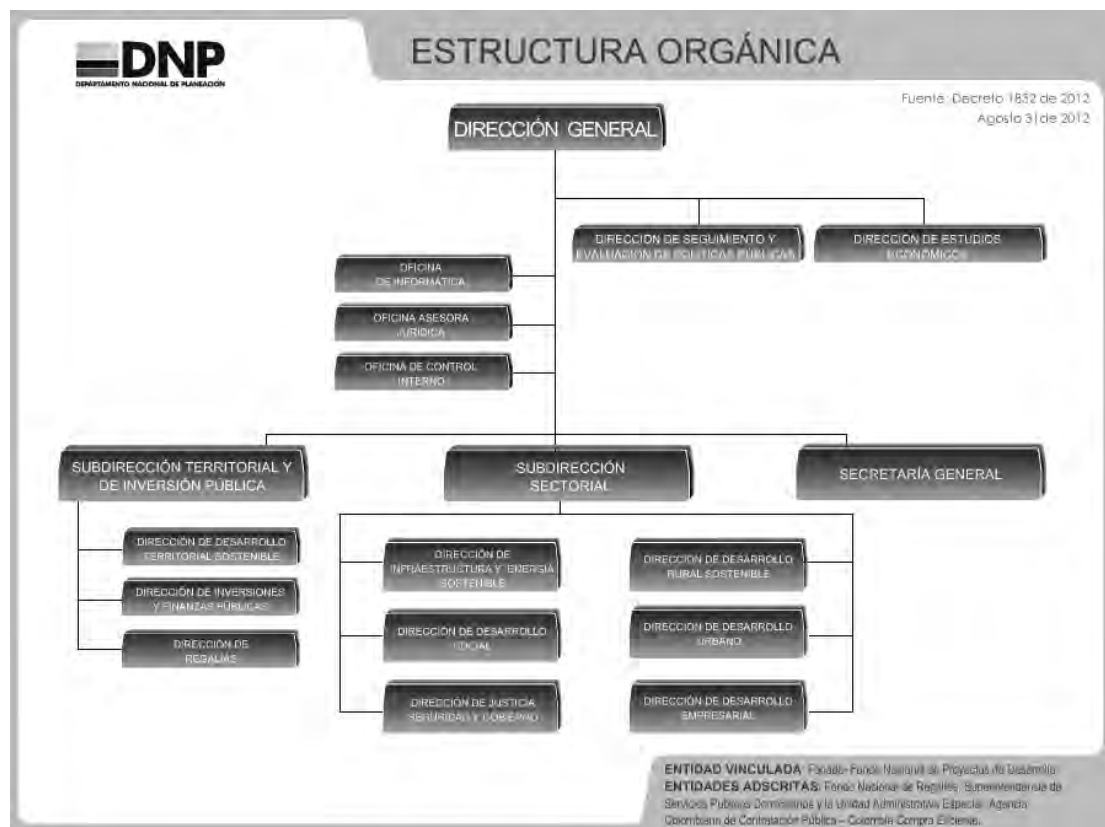 DNP
DEPARTAMENTO NACIONAL DE PLANEACIÓN
ESTRUCTURA ORGÁNICA
Fuente: Decreto 1832 de 2012
Agosto 31 de 2012
DIRECCIÓN GENERAL
DIRECCIÓN DE SEGUIMIENTO Y
EVALUACIÓN DE POLÍTICAS PÚBLICAS
DIRECCIÓN DE ESTUDIOS
ECONÓMICOS
OFICINA
DE INFORMÁTICA
OFICINA ASESORA
JURÍDICA
OFICINA DE CONTROL
INTERNO
SUBDIRECCIÓN TERRITORIAL Y
DE INVERSIÓN PÚBLICA
SUBDIRECCIÓN
SECTORIAL
SECRETARÍA GENERAL
DIRECCIÓN DE DESARROLLO
TERRITORIAL SOSTENIBLE
DIRECCIÓN DE INVERSIONES
Y FINANZAS PÚBLICAS
DIRECCIÓN DE
REGALÍAS
DIRECCIÓN DE
INFRAESTRUCTURA Y ENERGÍA
SOSTENIBLE
DIRECCIÓN DE DESARROLLO
SOCIAL
DIRECCIÓN DE JUSTICIA
SEGURIDAD Y GOBIERNO
DIRECCIÓN DE DESARROLLO
RURAL SOSTENIBLE
DIRECCIÓN DE DESARROLLO
URBANO
DIRECCIÓN DE DESARROLLO
EMPRESARIAL
ENTIDAD VINCULADA: Fonade- Fondo Nacional de Proyectos de Desarrollo
ENTIDADES ADSCRITAS: Fondo Nacional de Regalías, Superintendencia de
Servicios Públicos Domiciliarios y la Unidad Administrativa Especial Agencia
Colombiana de Contratación Pública – Colombia Compra Eficiente.